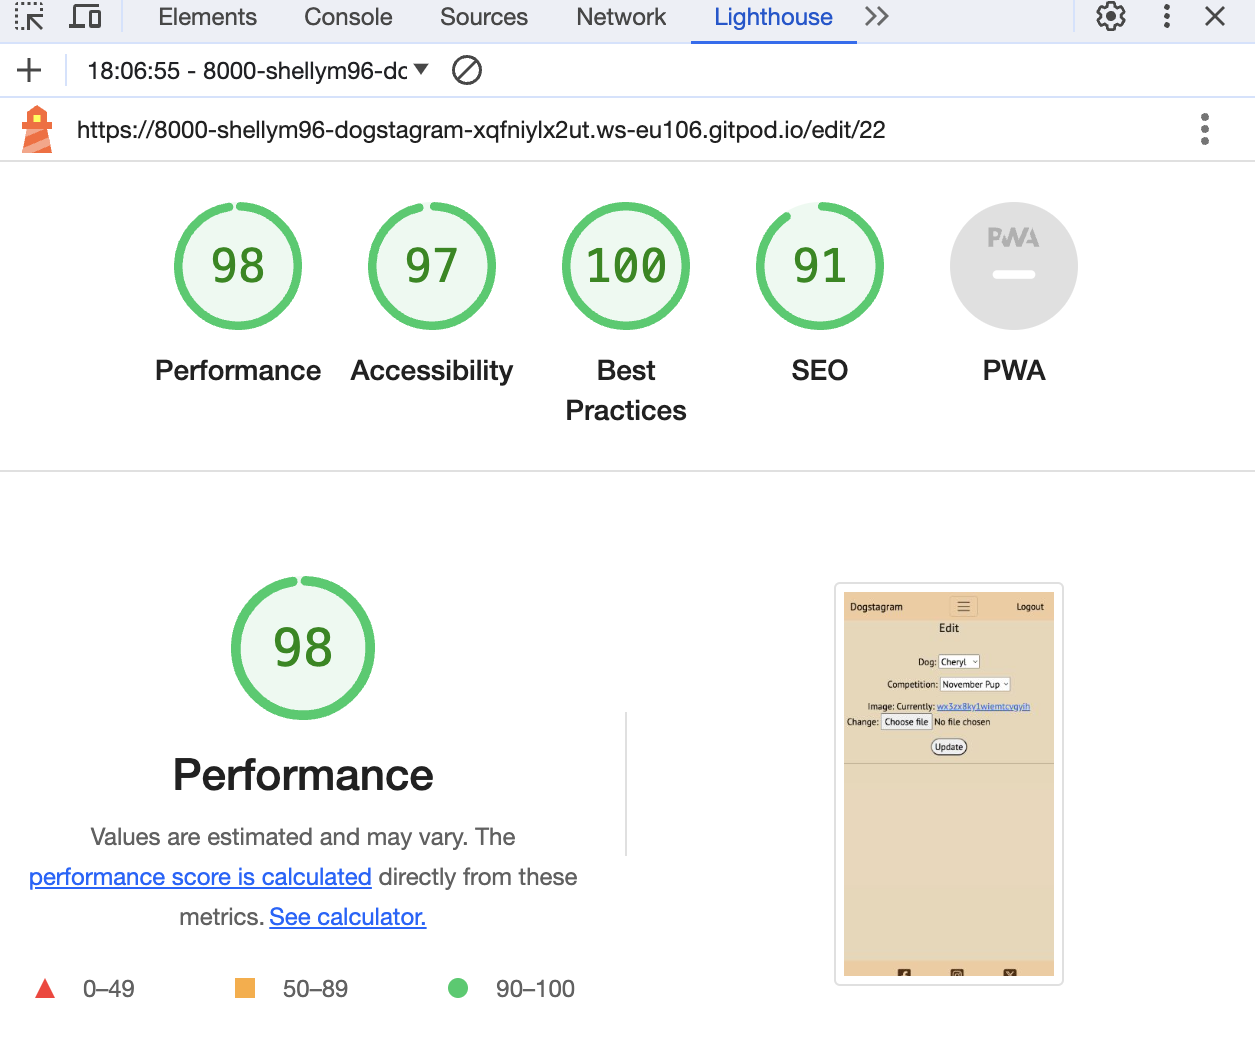 Elements Console Sources Network Lighthouse
18:06:55 - 8000-shellym96-dc
https://8000-shellym96-dogstagram-xqfniylx2ut.ws-eu106.gitpod.io/edit/22
98 97 100 91 PWA
Performance Accessibility Best Practices SEO PWA
98
Performance
Values are estimated and may vary. The
performance score is calculated directly from these
metrics. See calculator.
0–49 50–89 90–100
Dogstagram Logout
Edit
Dog: Cheryl
Competition: November Pup
Image: Currently: wx3zx8ky1wiemtcvgyih
Change: Choose file No file chosen
Update